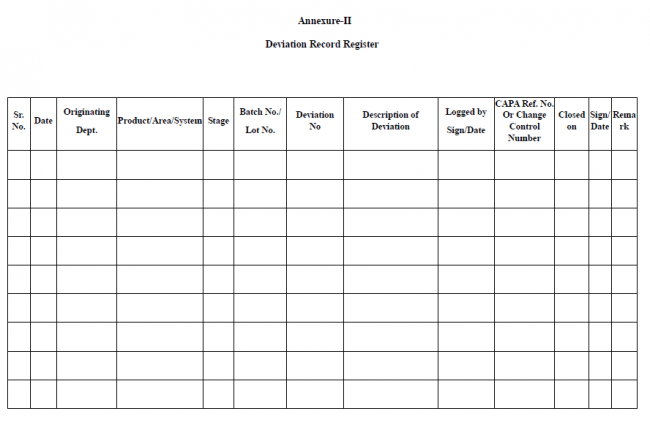 Annexure-II
Deviation Record Register
Sr.
No.
Date
Originating
Dept.
Product/Area/System
Stage
Batch No./
Lot No.
Deviation
No
Description of
Deviation
Logged by
Sign/Date
CAPA Ref. No.
Or Change
Control
Number
Closed
on
Sign/
Date
Rema
rk